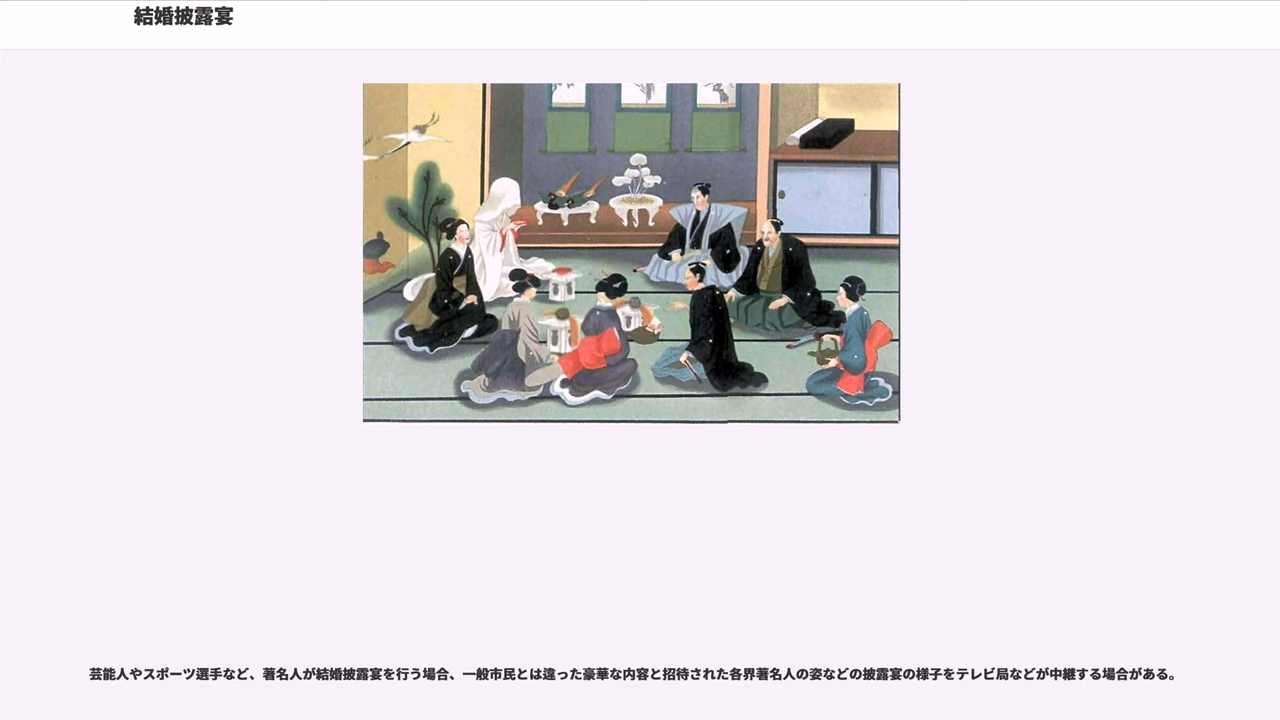 結婚披露宴
芸能人やスポーツ選手など、著名人が結婚披露宴を行う場合、一般市民とは違った豪華な内容と招待された各界著名人の姿などの披露宴の様子をテレビ局などが中継する場合がある。